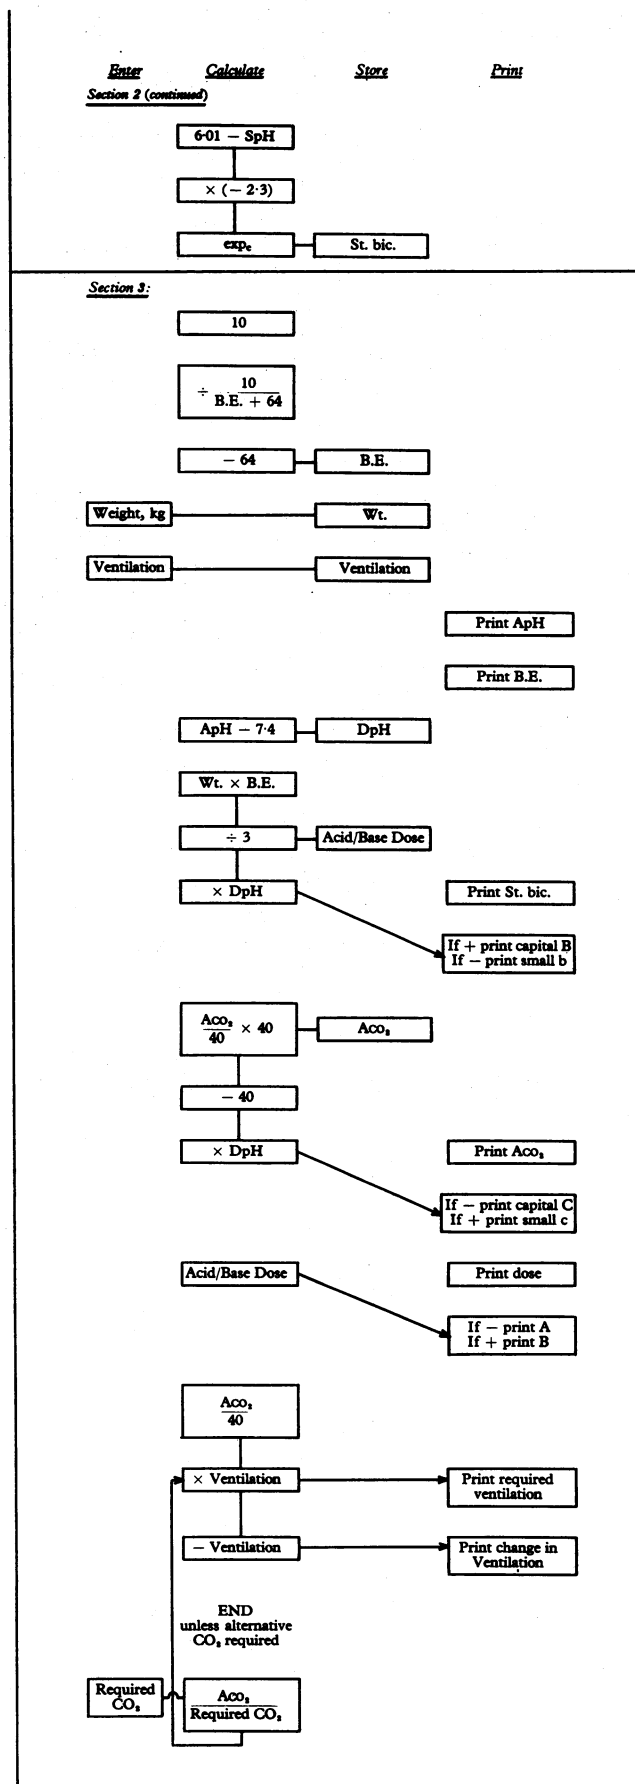 Enter Calculate Store Print
Section 2 (continued)
6·01 − SpH
× (− 2·3)
expₑ St. bic.
Section 3:
10
÷ 10
B.E. + 64
− 64 B.E.
Weight, kg Wt.
Ventilation Ventilation
Print ApH
Print B.E.
ApH − 7·4 DpH
Wt. × B.E.
÷ 3 Acid/Base Dose
× DpH Print St. bic.
If + print capital B
If − print small b
Aco₂
40 × 40 Aco₂
− 40
× DpH Print Aco₂
If − print capital C
If + print small c
Acid/Base Dose Print dose
If − print A
If + print B
Aco₂
40
× Ventilation Print required
ventilation
− Ventilation Print change in
Ventilation
END
unless alternative
CO₂ required
Required
CO₂
Aco₂
Required CO₂